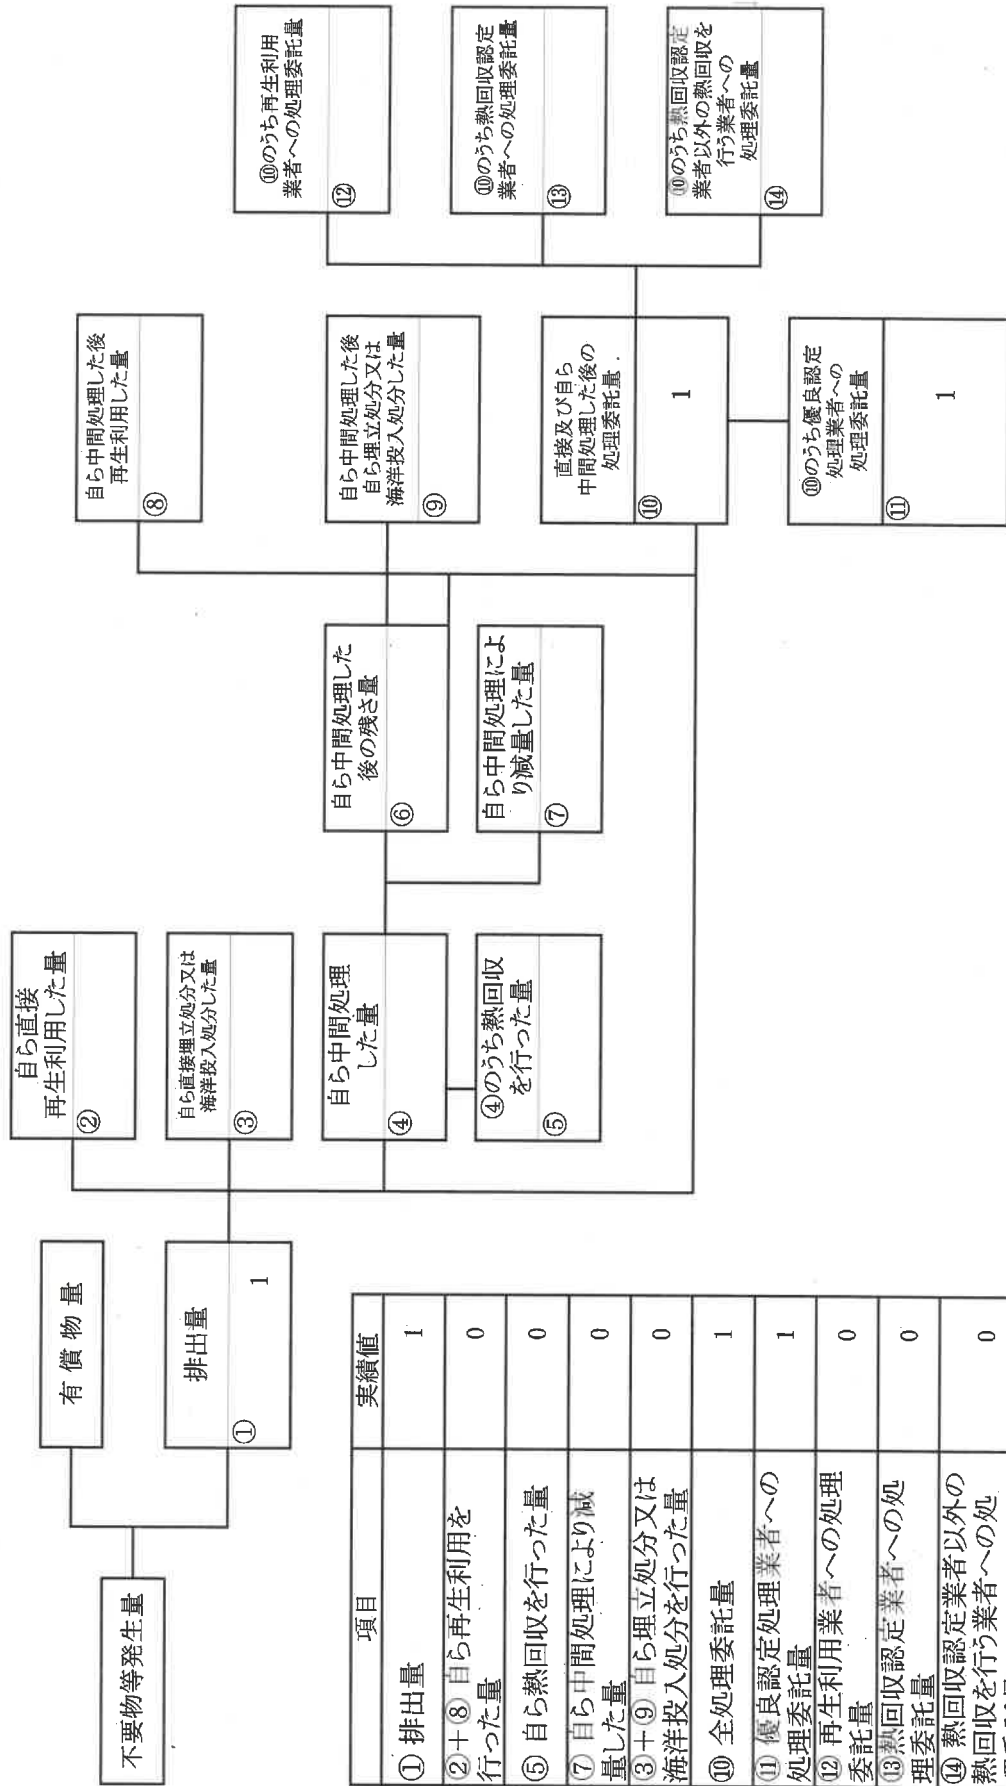 不要物等発生量
有償物量
排出量
①
1
自ら直接
再生利用した量
②
自ら直接埋立処分又は
海洋投入処分した量
③
自ら中間処理
した量
④
④のうち熱回収
を行った量
⑤
自ら中間処理した
後の残さ量
⑥
自ら中間処理によ
り減量した量
⑦
自ら中間処理した後
再生利用した量
⑧
自ら中間処理した後
自ら埋立処分又は
海洋投入処分した量
⑨
直接及び自ら
中間処理した後の
処理委託量
⑩
1
⑩のうち優良認定
処理業者への
処理委託量
⑪
1
⑩のうち再生利用
業者への処理委託量
⑫
⑩のうち熱回収認定
業者への処理委託量
⑬
⑩のうち熱回収認定
業者以外の熱回収を
行う業者への
処理委託量
⑭
項目 実績値
①排出量 1
②+⑧ 自ら再生利用を
行った量 0
⑤ 自ら熱回収を行った量 0
⑦ 自ら中間処理により減
量した量 0
③+⑨ 自ら埋立処分又は
海洋投入処分を行った量 0
⑩ 全処理委託量 1
⑪ 優良認定処理業者への
処理委託量 1
⑫ 再生利用業者への処理
委託量 0
⑬熱回収認定業者への処
理委託量 0
⑭ 熱回収認定業者以外の
熱回収を行う業者への処 0